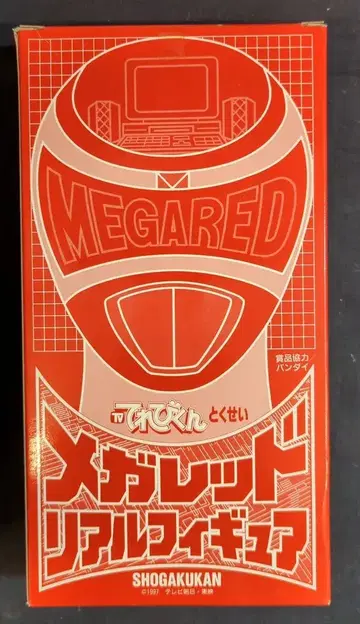 MEGARED
賞品協力/
バンダイ
TV てれびくん とくせい
メガレッド
リアルフィギュア
SHOGAKUKAN
©1997 テレビ朝日・東映